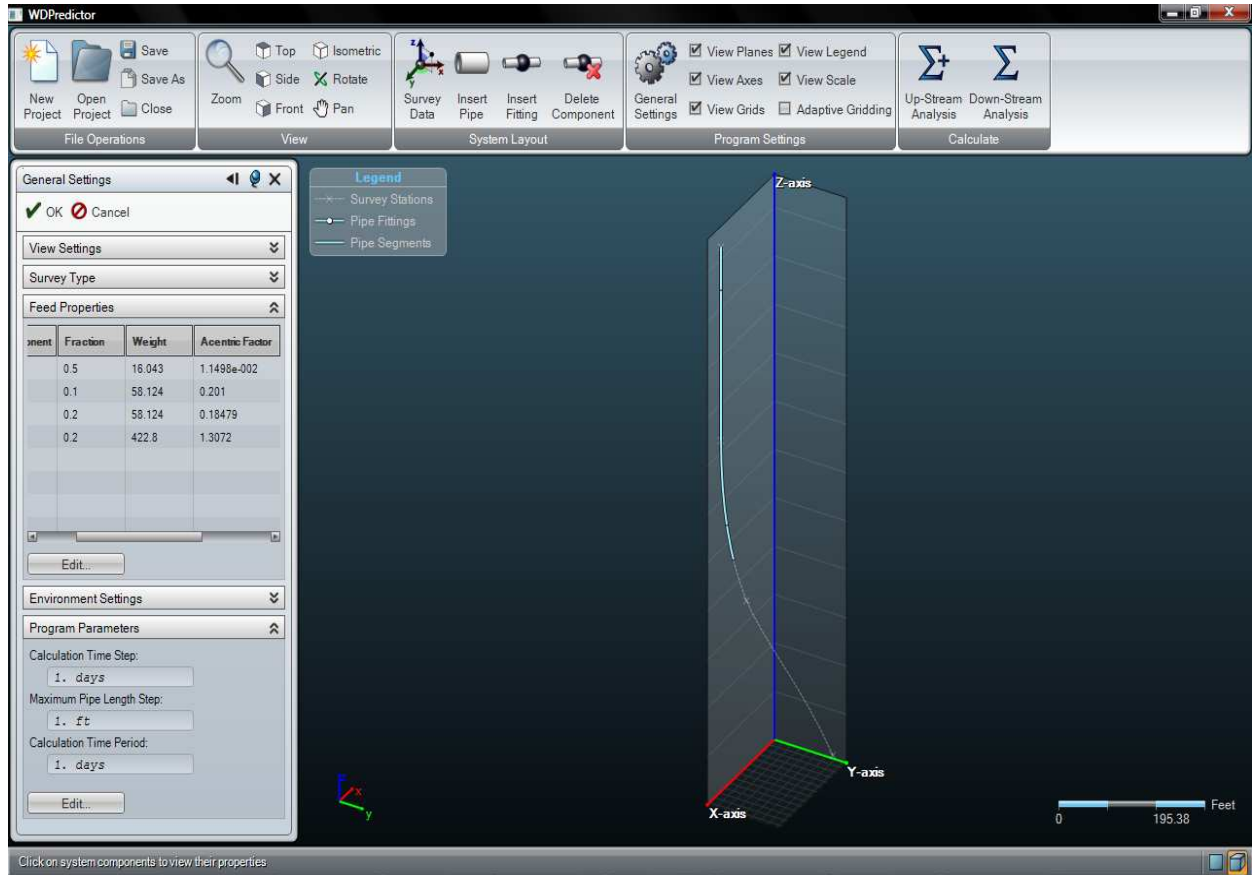 WDPredictor
New Project
Open Project
Save
Save As
Close
File Operations
Zoom
Top
Side
Front
Isometric
Rotate
Pan
View
Survey Data
Insert Pipe
Insert Fitting
Delete Component
System Layout
General Settings
View Planes
View Axes
View Grids
View Legend
View Scale
Adaptive Gridding
Program Settings
Up-Stream Analysis
Down-Stream Analysis
Calculate
General Settings
OK Cancel
View Settings
Survey Type
Feed Properties
onent Fraction Weight Acentric Factor
0.5 16.043 1.1498e-002
0.1 58.124 0.201
0.2 58.124 0.18479
0.2 422.8 1.3072
Edit...
Environment Settings
Program Parameters
Calculation Time Step:
1. days
Maximum Pipe Length Step:
1. ft
Calculation Time Period:
1. days
Edit...
Legend
Survey Stations
Pipe Fittings
Pipe Segments
Z-axis
Y-axis
X-axis
z
x
y
Feet
0 195.38
Click on system components to view their properties